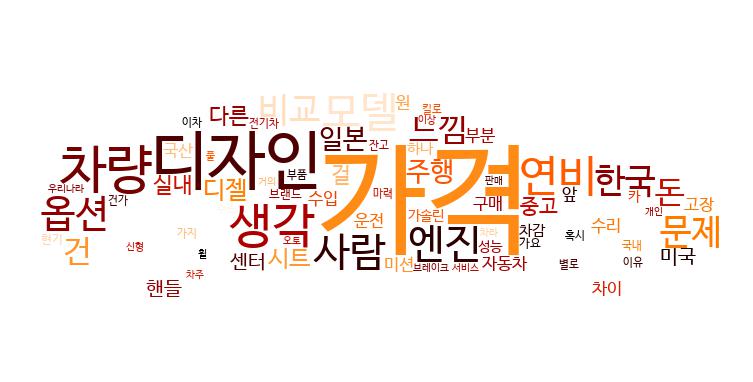 비교
모델
원
킬로
이상
다른
전기차
이차
느낌
부분
일본
잔고
하나
국산
풀
차량
디자인
가격
걸
주행
연비
한국
돈
우리나라
실내
디젤
거의
부품
브랜드
수입
마력
판매
앞
카
고장
건가
옵션
생각
운전
가솔린
구매
중고
개인
수리
문제
현기
건
신형
가지
휠
오토
사람
엔진
차라
성능
차감
가요
혹시
국내
미국
센터
시트
미션
브레이크
서비스
자동차
별로
이유
핸들
차주
차이